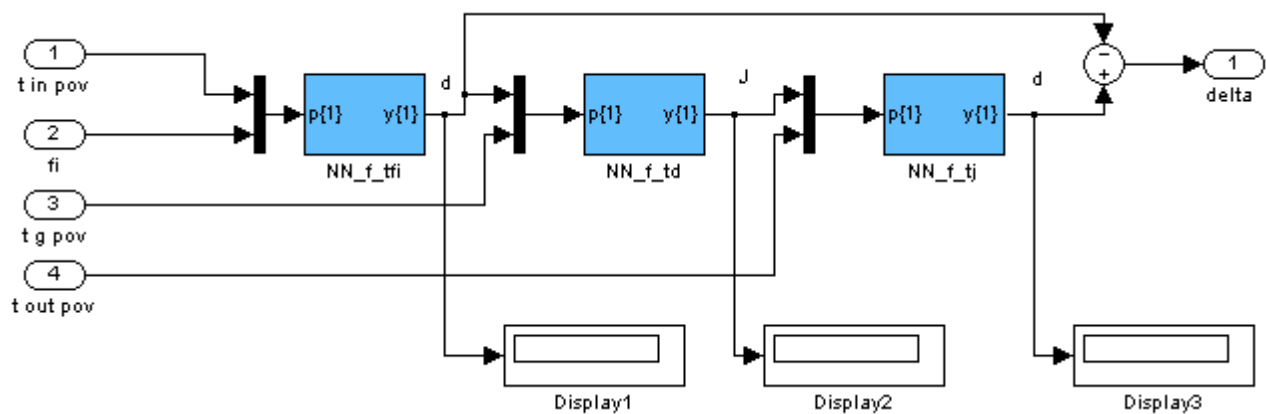 1
t in pov
2
fi
3
t g pov
4
t out pov
p{1} y{1}
NN_f_tfi
d
p{1} y{1}
NN_f_td
J
p{1} y{1}
NN_f_tj
d
−
+
1
delta
Display1
Display2
Display3